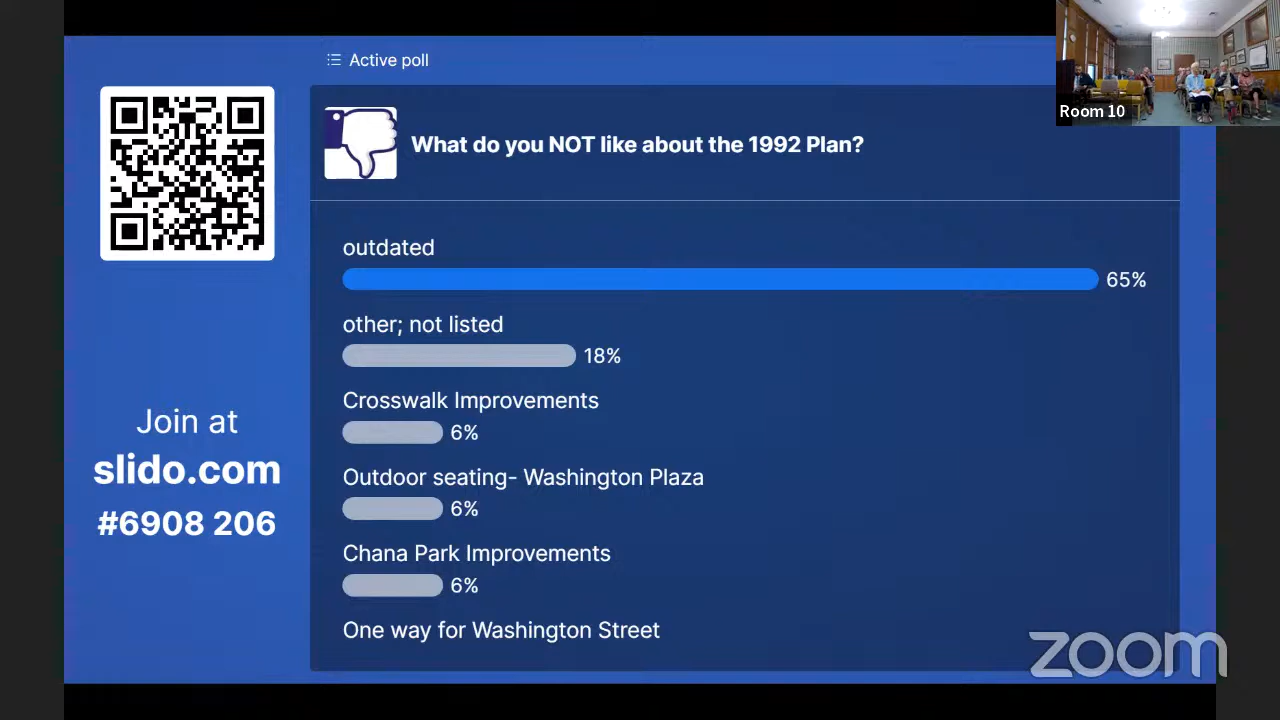 Active poll
Room 10
What do you NOT like about the 1992 Plan?
outdated
65%
other; not listed
18%
Crosswalk Improvements
6%
Outdoor seating- Washington Plaza
6%
Chana Park Improvements
6%
One way for Washington Street
Join at
slido.com
#6908 206
zoom